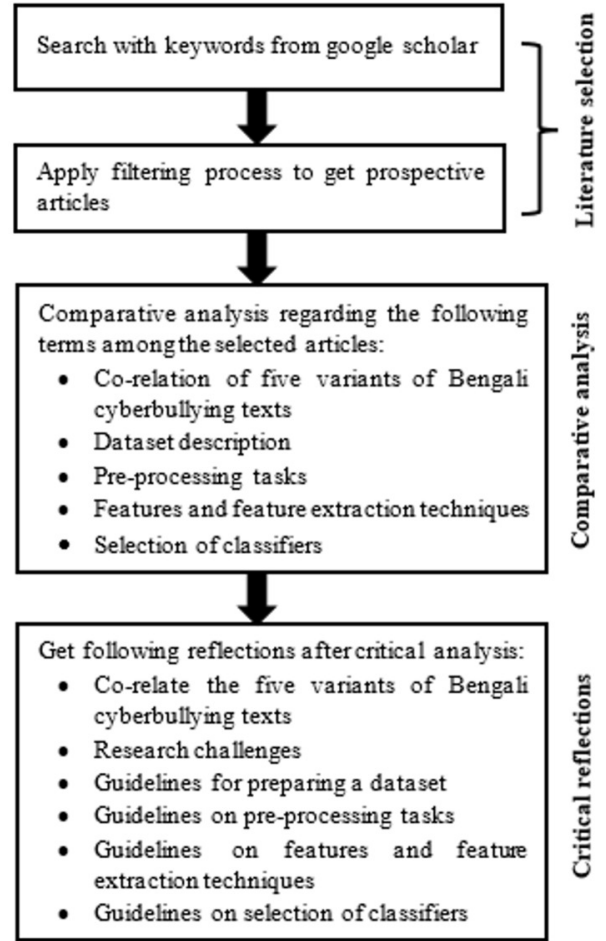 Search with keywords from google scholar
Apply filtering process to get prospective
articles
Literature selection
Comparative analysis regarding the following
terms among the selected articles:
• Co-relation of five variants of Bengali
cyberbullying texts
• Dataset description
• Pre-processing tasks
• Features and feature extraction techniques
• Selection of classifiers
Comparative analysis
Get following reflections after critical analysis:
• Co-relate the five variants of Bengali
cyberbullying texts
• Research challenges
• Guidelines for preparing a dataset
• Guidelines on pre-processing tasks
• Guidelines on features and feature
extraction techniques
• Guidelines on selection of classifiers
Critical reflections